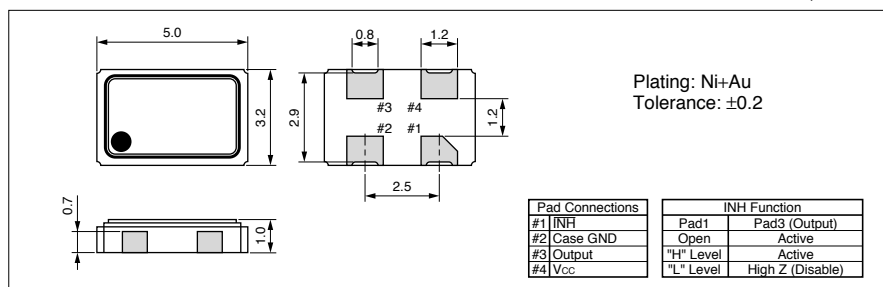 5.0
0.8
1.2
3.2
2.9
#3 #4
#2 #1
1.2
2.5
0.7
1.0
Plating: Ni+Au
Tolerance: ±0.2
Pad Connections
#1 INH
#2 Case GND
#3 Output
#4 Vcc
INH Function
Pad1 Pad3 (Output)
Open Active
"H" Level Active
"L" Level High Z (Disable)